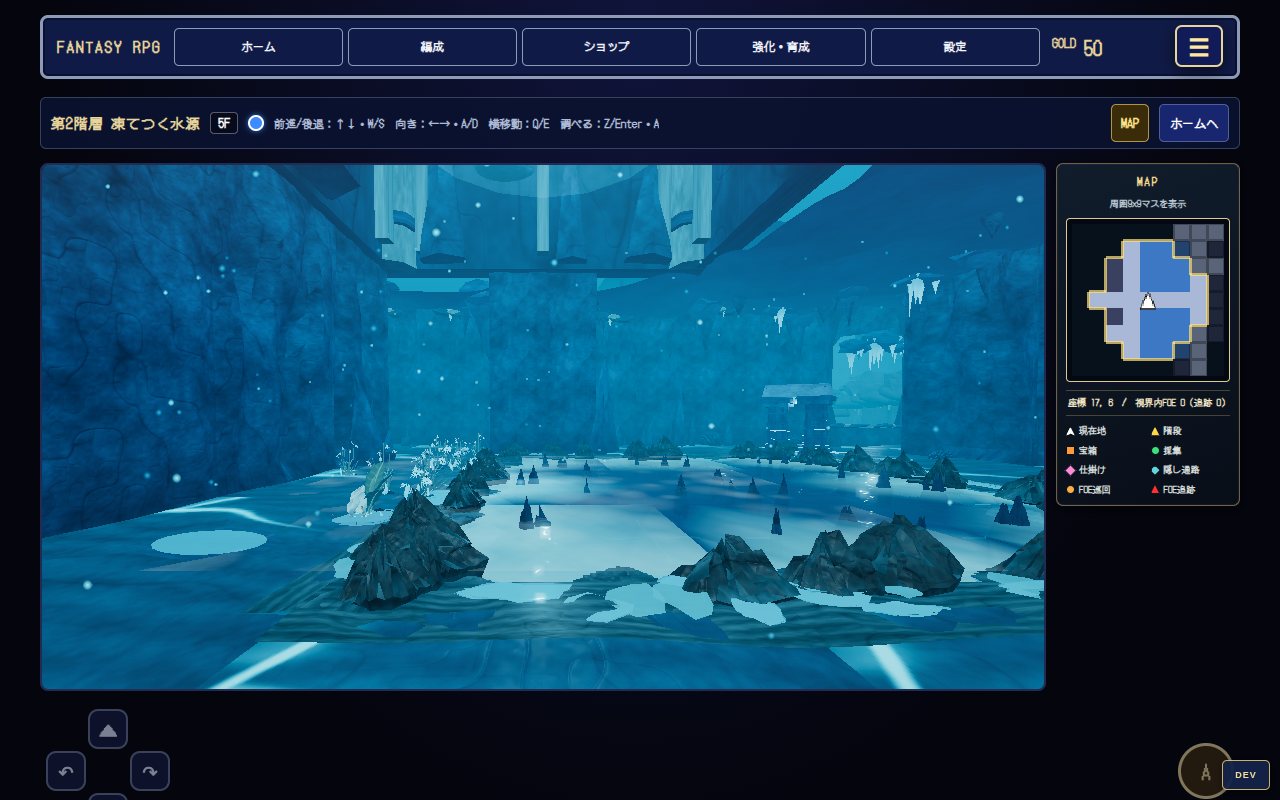 FANTASY RPG
ホーム
編成
ショップ
強化・育成
設定
GOLD 50
第2階層 凍てつく水源
5F
前進/後退：↑↓・W/S 向き：←→・A/D 横移動：Q/E 調べる：Z/Enter・A
MAP
ホームへ
MAP
周囲9x9マスを表示
座標 17, 6 / 視界内FOE 0 (追跡 0)
現在地
階段
宝箱
採集
仕掛け
隠し通路
FOE巡回
FOE追跡
A
DEV